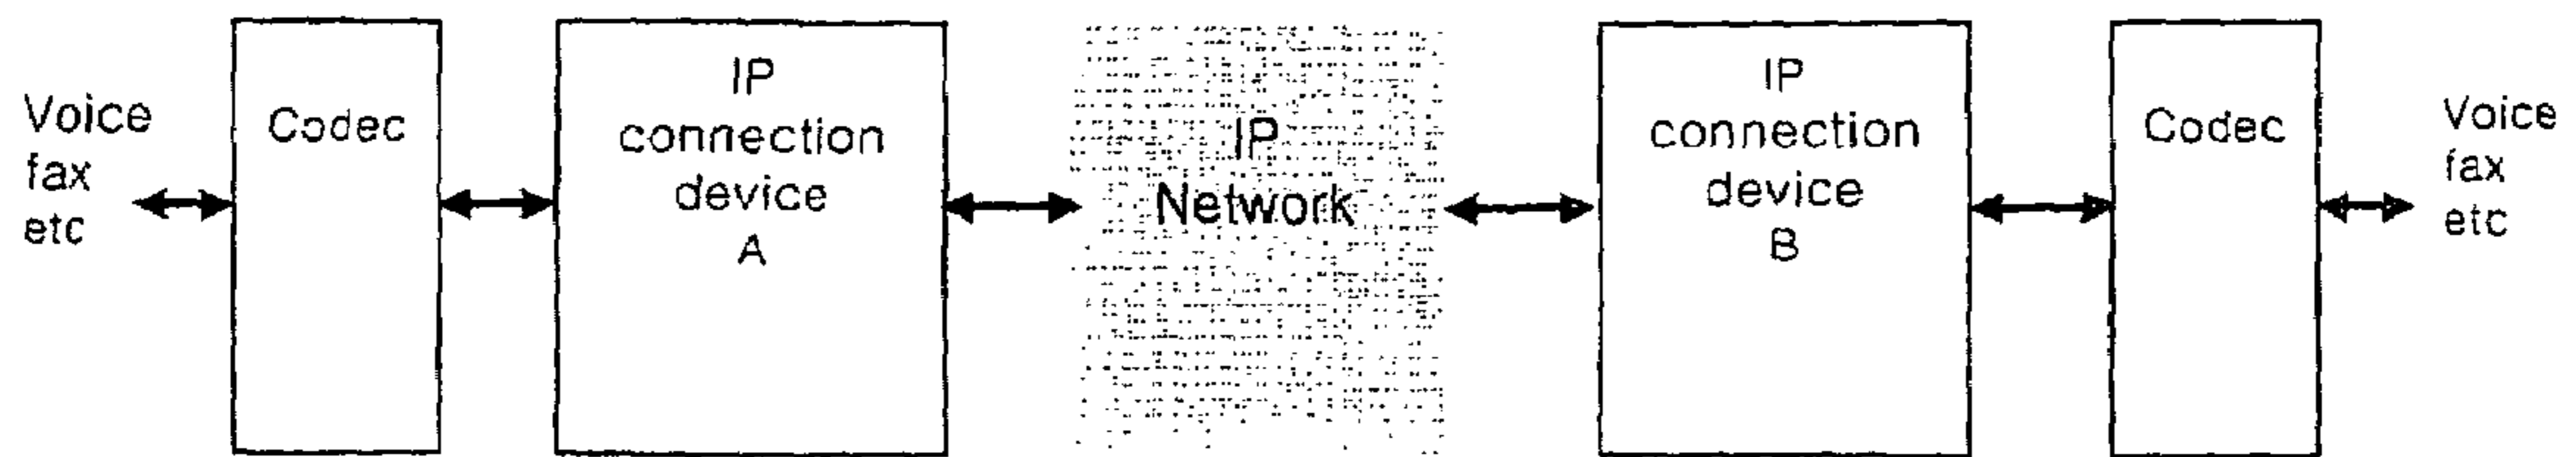 Voice
fax
etc
Codec
IP
connection
device
A
IP
Network
IP
connection
device
B
Codec
Voice
fax
etc